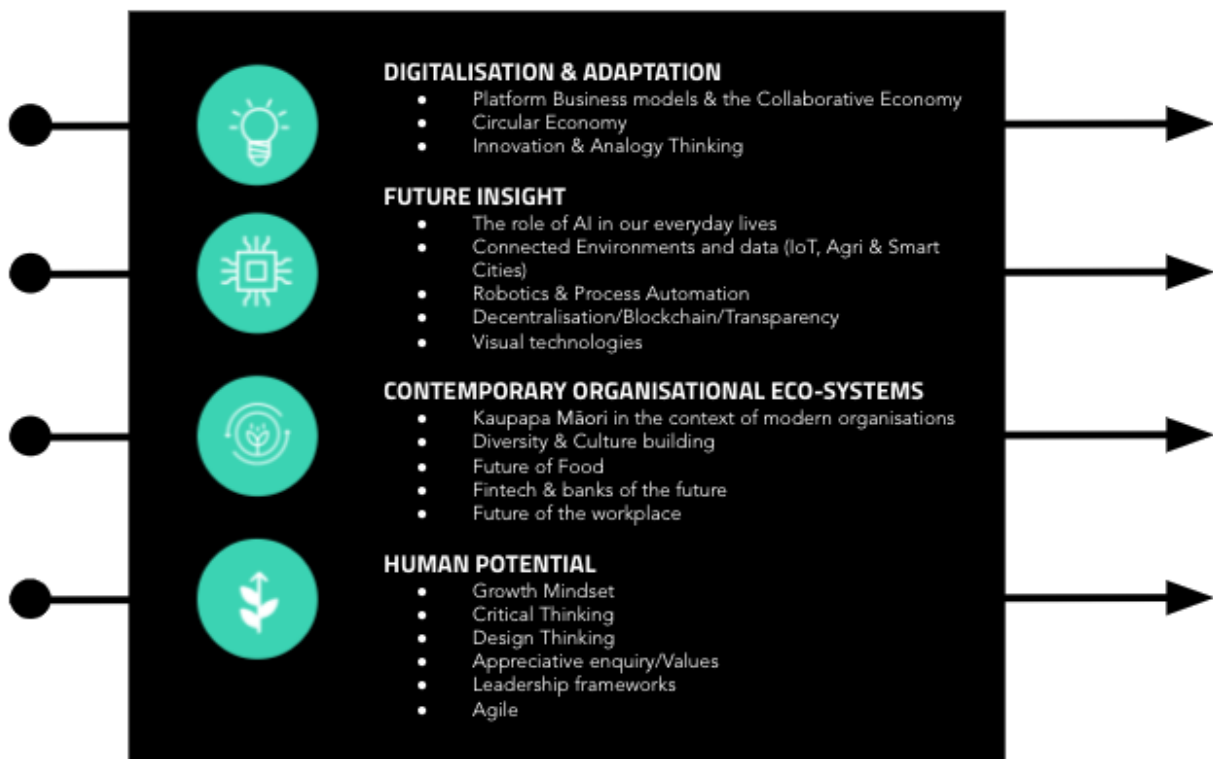 DIGITALISATION & ADAPTATION
● Platform Business models & the Collaborative Economy
● Circular Economy
● Innovation & Analogy Thinking
FUTURE INSIGHT
● The role of AI in our everyday lives
● Connected Environments and data (IoT, Agri & Smart
Cities)
● Robotics & Process Automation
● Decentralisation/Blockchain/Transparency
● Visual technologies
CONTEMPORARY ORGANISATIONAL ECO-SYSTEMS
● Kaupapa Māori in the context of modern organisations
● Diversity & Culture building
● Future of Food
● Fintech & banks of the future
● Future of the workplace
HUMAN POTENTIAL
● Growth Mindset
● Critical Thinking
● Design Thinking
● Appreciative enquiry/Values
● Leadership frameworks
● Agile